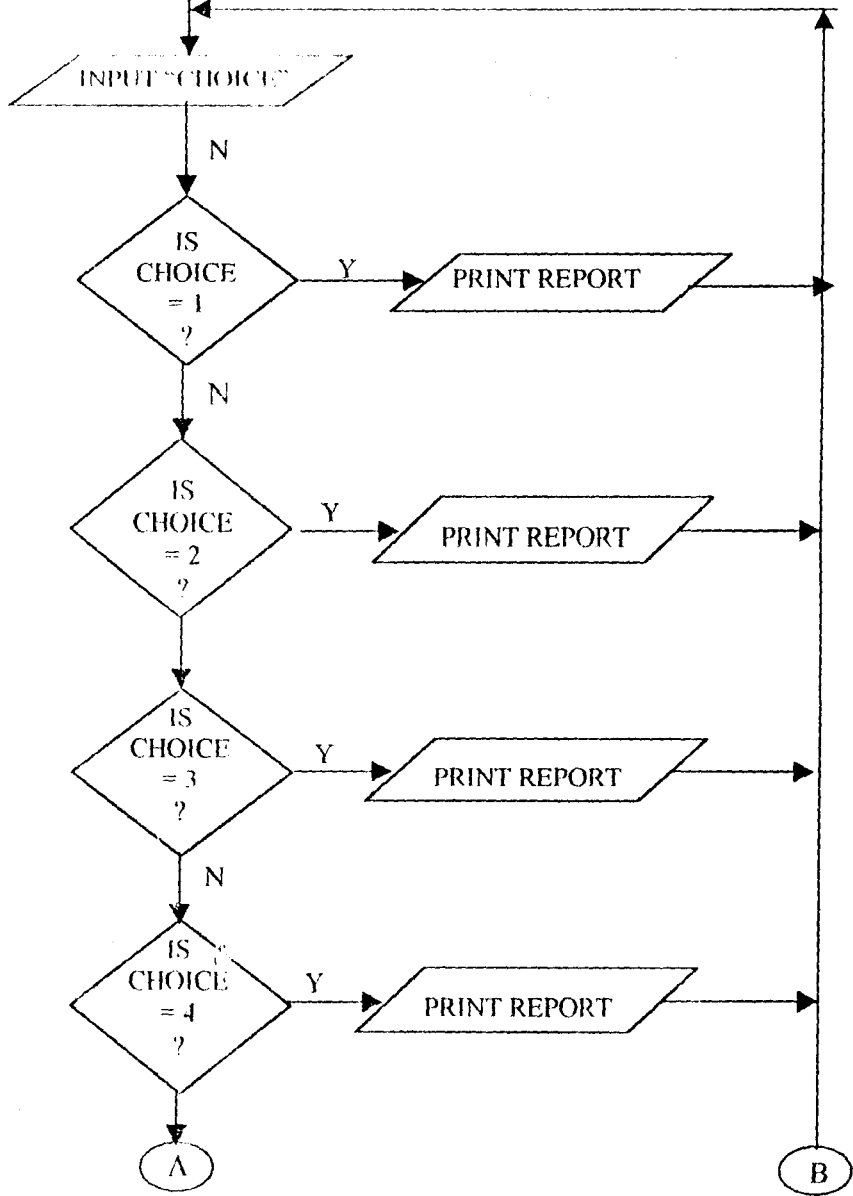 INPUT "CHOICE"
N
IS
CHOICE
= 1
?
Y
PRINT REPORT
N
IS
CHOICE
= 2
?
Y
PRINT REPORT
IS
CHOICE
= 3
?
Y
PRINT REPORT
N
IS
CHOICE
= 4
?
Y
PRINT REPORT
A
B